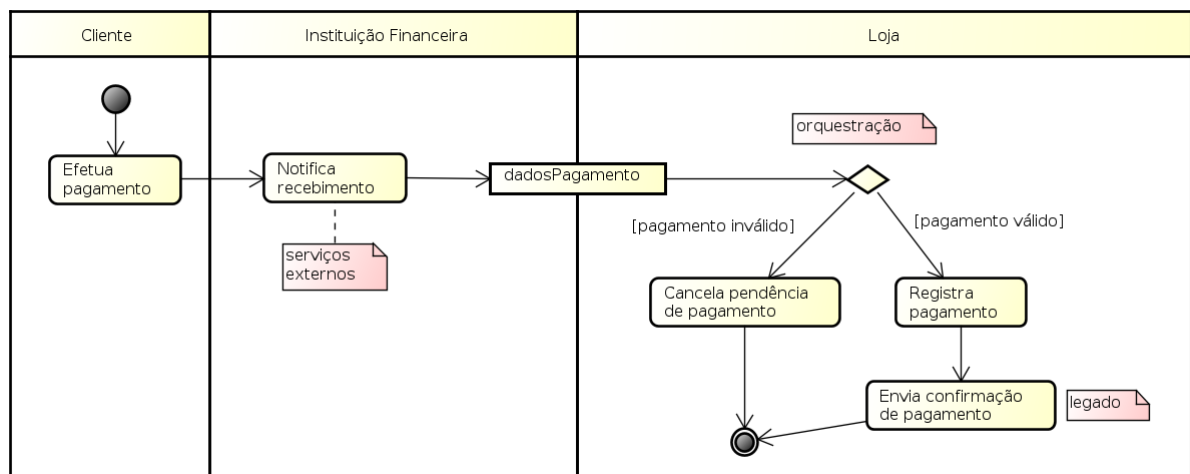 Cliente
Instituição Financeira
Loja
orquestração
Efetua
pagamento
Notifica
recebimento
dadosPagamento
[pagamento inválido]
[pagamento válido]
serviços
externos
Cancela pendência
de pagamento
Registra
pagamento
Envia confirmação
de pagamento
legado